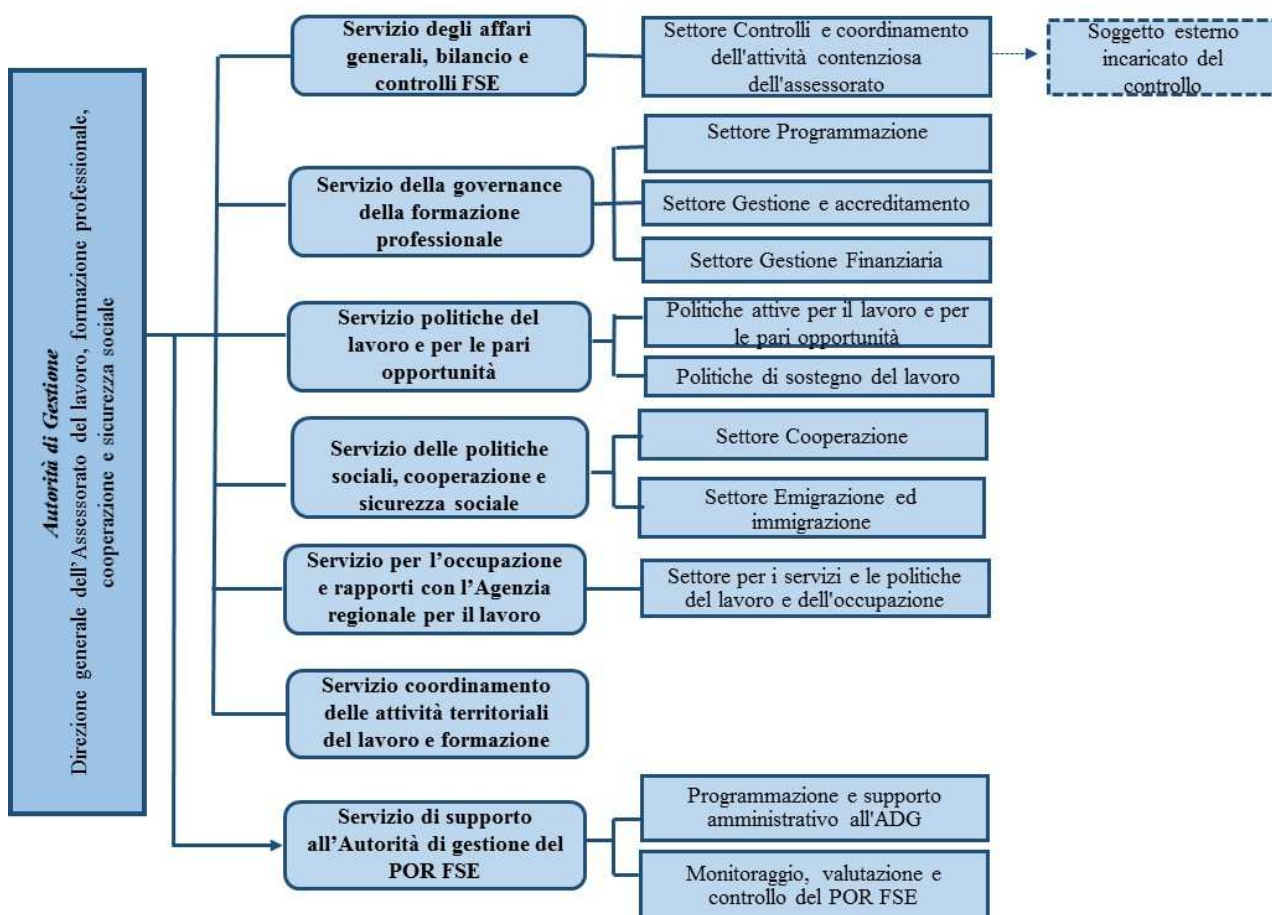 Autorità di Gestione
Direzione generale dell'Assessorato del lavoro, formazione professionale,
cooperazione e sicurezza sociale
Servizio degli affari
generali, bilancio e
controlli FSE
Settore Controlli e coordinamento
dell'attività contenziosa
dell'assessorato
Soggetto esterno
incaricato del
controllo
Servizio della governance
della formazione
professionale
Settore Programmazione
Settore Gestione e accreditamento
Settore Gestione Finanziaria
Servizio politiche del
lavoro e per le pari
opportunità
Politiche attive per il lavoro e per
le pari opportunità
Politiche di sostegno del lavoro
Servizio delle politiche
sociali, cooperazione e
sicurezza sociale
Settore Cooperazione
Settore Emigrazione ed
immigrazione
Servizio per l’occupazione
e rapporti con l’Agenzia
regionale per il lavoro
Settore per i servizi e le politiche
del lavoro e dell'occupazione
Servizio coordinamento
delle attività territoriali
del lavoro e formazione
Servizio di supporto
all’Autorità di gestione del
POR FSE
Programmazione e supporto
amministrativo all'ADG
Monitoraggio, valutazione e
controllo del POR FSE